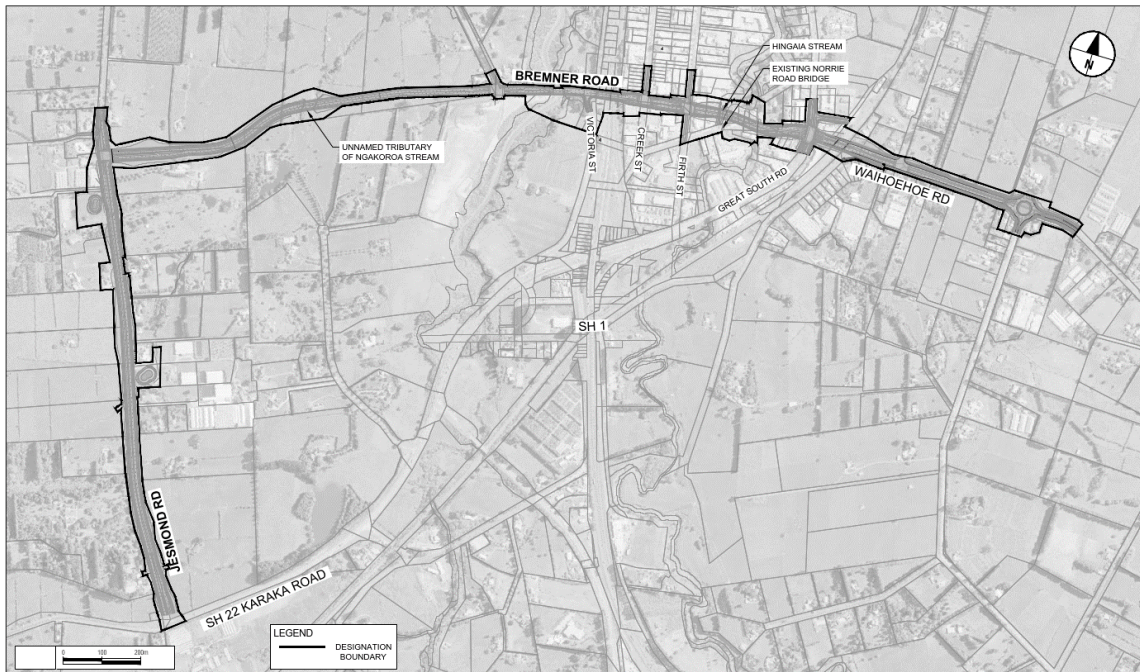 HINGAIA STREAM
N
BREMNER ROAD
EXISTING NORRIE
ROAD BRIDGE
UNNAMED TRIBUTARY
OF NGAKOROA STREAM
VICTORIA ST
CREEK ST
FIRTH ST
GREAT SOUTH RD
WAIHOEHOE RD
SH 1
JESMOND RD
SH 22 KARAKA ROAD
LEGEND
DESIGNATION
BOUNDARY
0 100 200m